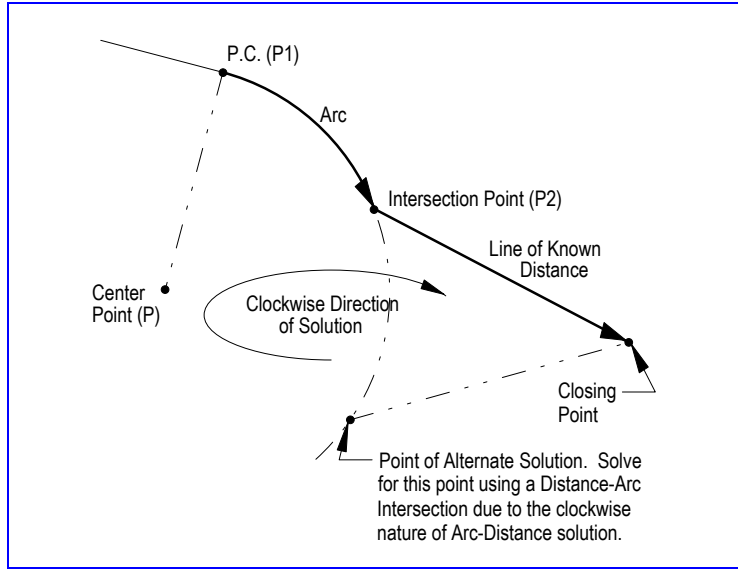 P.C. (P1)
Arc
Intersection Point (P2)
Line of Known
Distance
Center
Point (P)
Clockwise Direction
of Solution
Closing
Point
Point of Alternate Solution.  Solve
for this point using a Distance-Arc
Intersection due to the clockwise
nature of Arc-Distance solution.